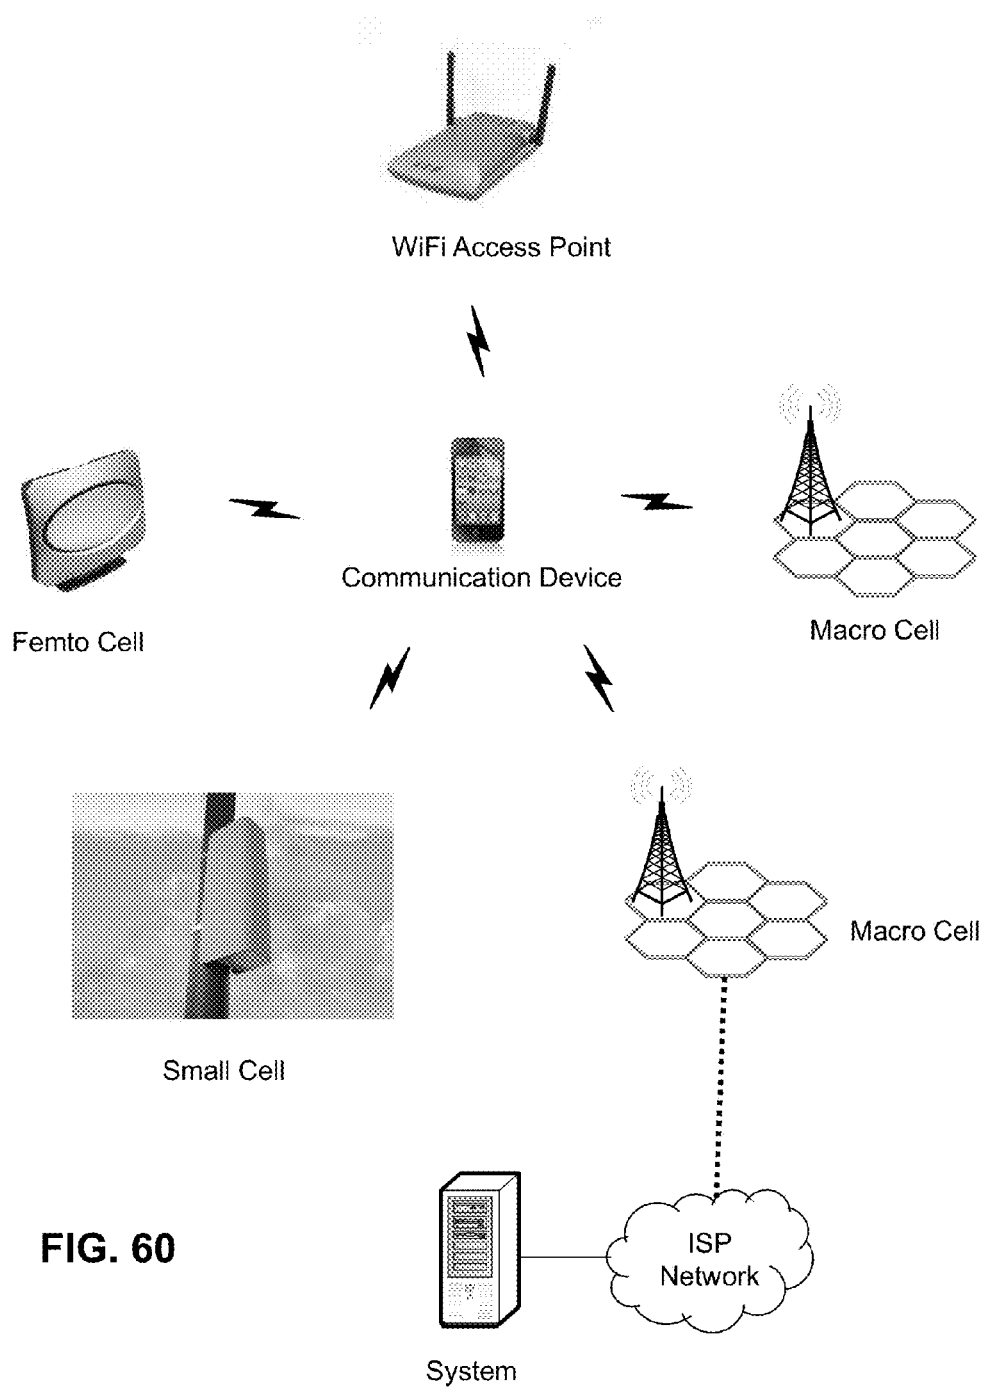 WiFi Access Point
Communication Device
Femto Cell
Macro Cell
Macro Cell
Small Cell
ISP
Network
FIG. 60
System